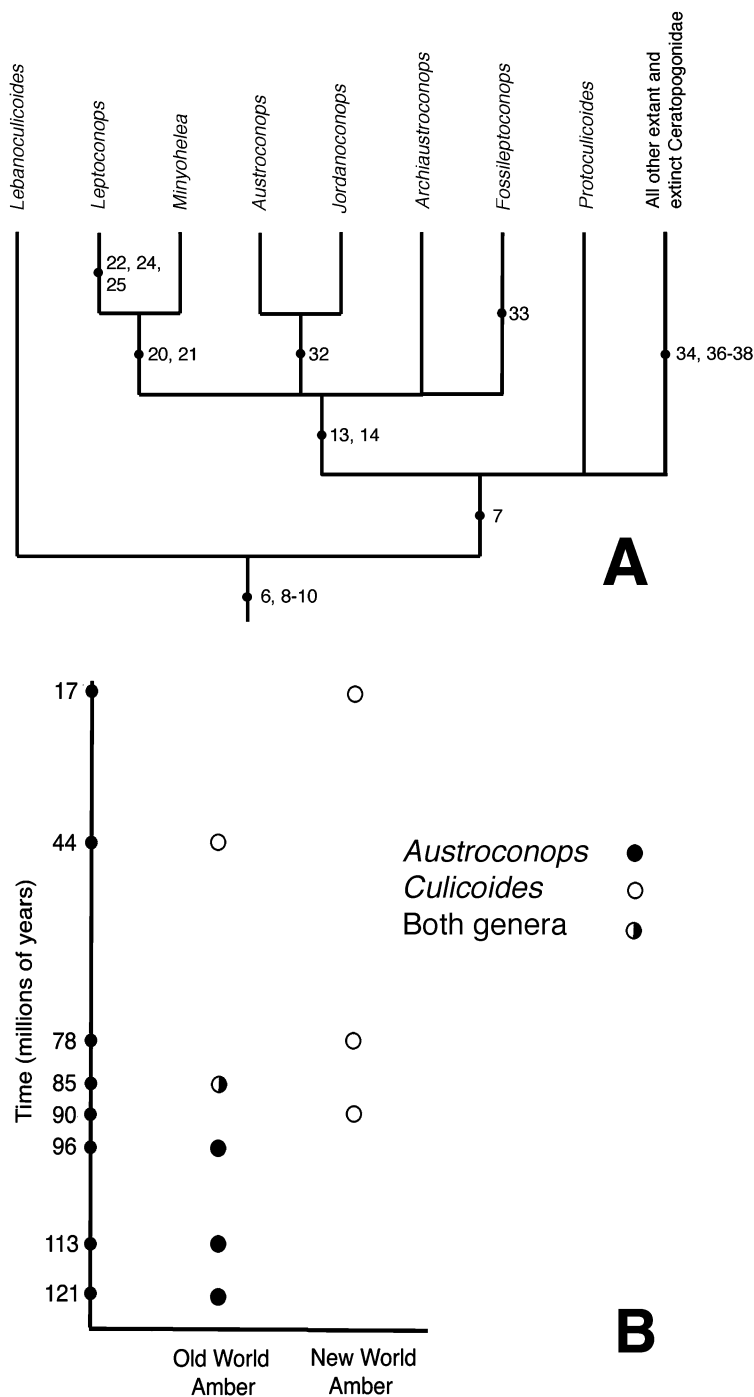 Lebanoculicoides
Leptoconops
Minyohelea
Austroconops
Jordanoconops
Archiaustroconops
Fossileptoconops
Protoculicoides
All other extant and
extinct Ceratopogonidae
22, 24,
25
33
20, 21
32
34, 36-38
13, 14
7
A
6, 8-10
17
44
Austroconops
Culicoides
Both genera
Time (millions of years)
78
85
90
96
113
121
B
Old World
Amber
New World
Amber